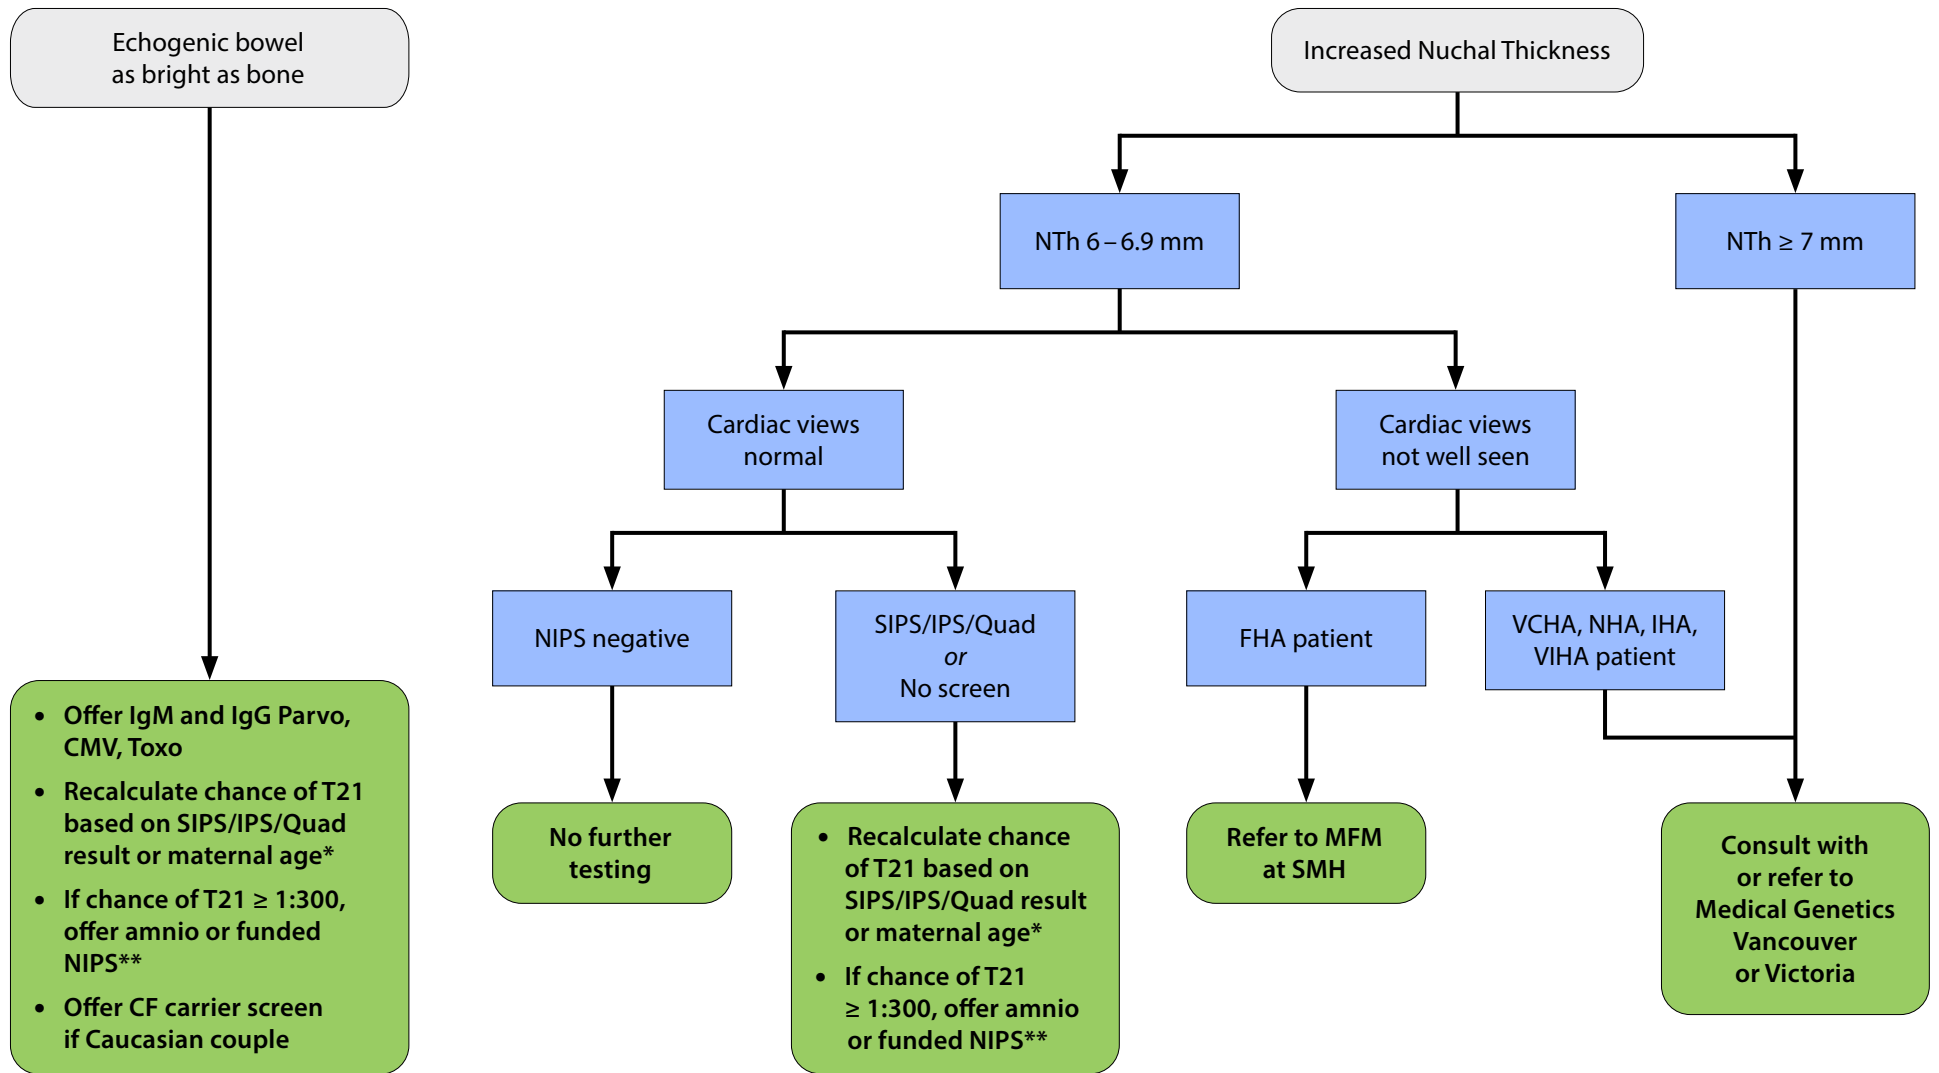 Echogenic bowel
as bright as bone
Increased Nuchal Thickness
NTh 6 – 6.9 mm
NTh ≥ 7 mm
Cardiac views
normal
Cardiac views
not well seen
NIPS negative
SIPS/IPS/Quad
or
No screen
FHA patient
VCHA, NHA, IHA,
VIHA patient
• Offer IgM and IgG Parvo,
CMV, Toxo
• Recalculate chance of T21
based on SIPS/IPS/Quad
result or maternal age*
• If chance of T21 ≥ 1:300,
offer amnio or funded
NIPS**
• Offer CF carrier screen
if Caucasian couple
No further
testing
• Recalculate chance
of T21 based on
SIPS/IPS/Quad result
or maternal age*
• If chance of T21
≥ 1:300, offer amnio
or funded NIPS**
Refer to MFM
at SMH
Consult with
or refer to
Medical Genetics
Vancouver
or Victoria